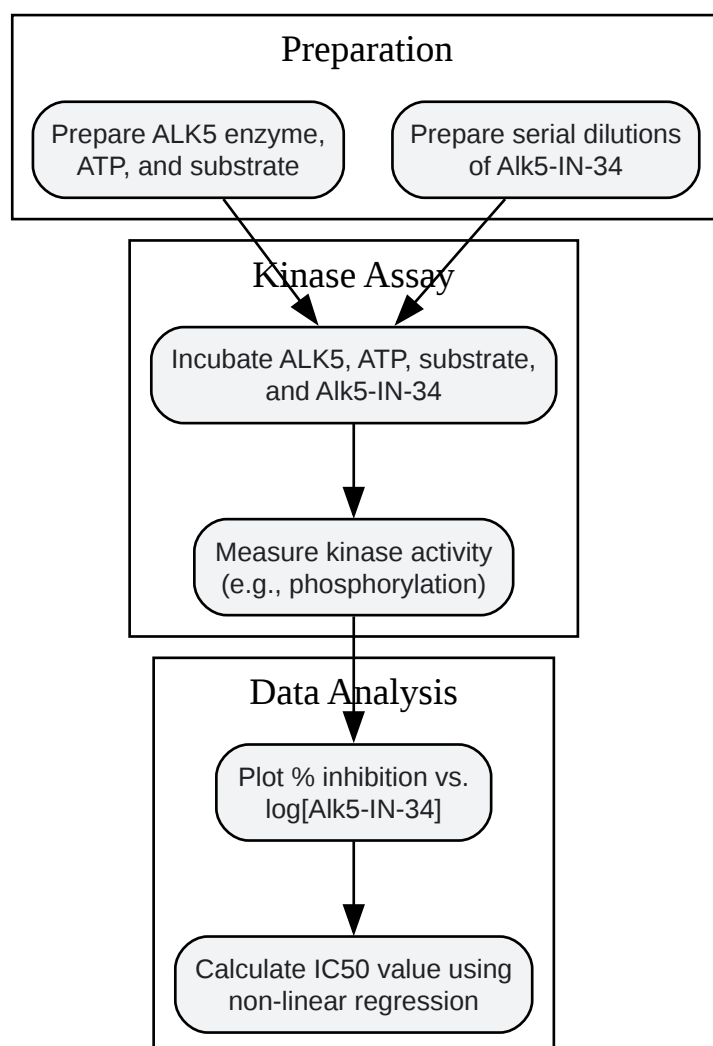 Preparation
Prepare ALK5 enzyme,
ATP, and substrate
Prepare serial dilutions
of Alk5-IN-34
Kinase Assay
Incubate ALK5, ATP, substrate,
and Alk5-IN-34
Measure kinase activity
(e.g., phosphorylation)
Data Analysis
Plot % inhibition vs.
log[Alk5-IN-34]
Calculate IC50 value using
non-linear regression